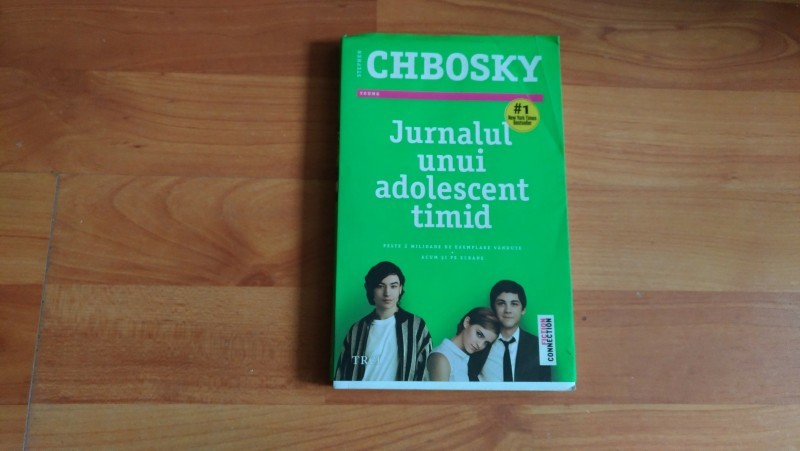 STEPHEN
CHBOSKY
YOUNG
#1
New York Times
Bestseller
Jurnalul
unui
adolescent
timid
PESTE 2 MILIOANE DE EXEMPLARE VÂNDUTE
ACUM ȘI PE ECRANE
FICTION
CONNECTION